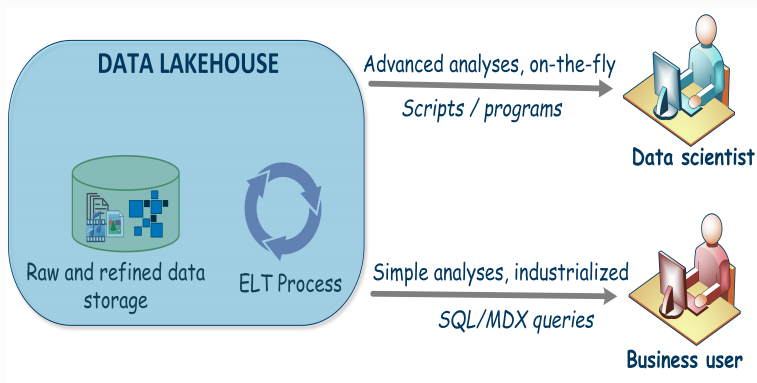 DATA LAKEHOUSE
Advanced analyses, on-the-fly
Scripts / programs
Data scientist
Raw and refined data
storage
ELT Process
Simple analyses, industrialized
SQL/MDX queries
Business user